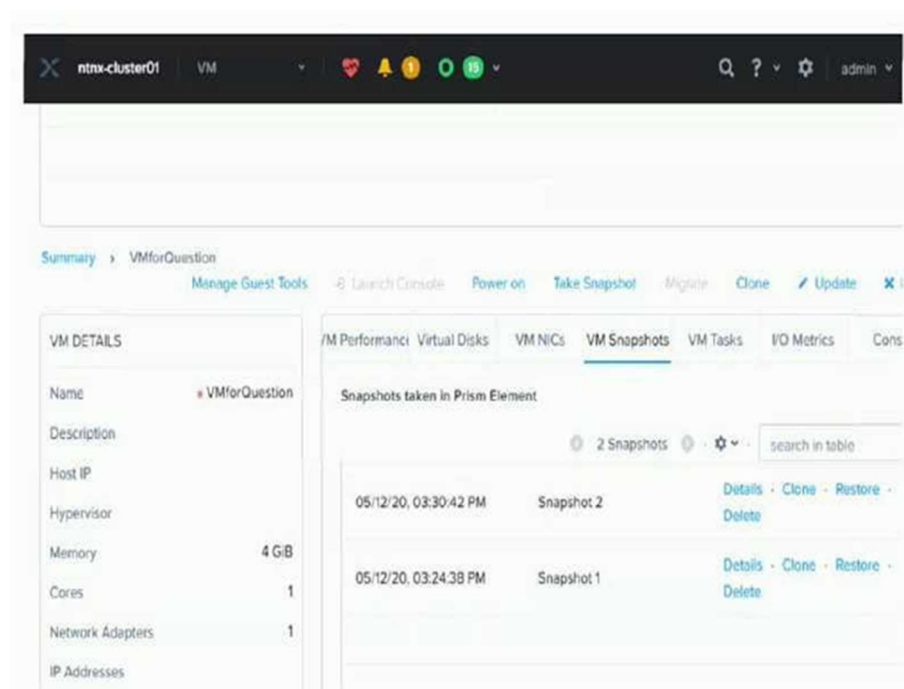 ntnx-cluster01 VM 1 15 ? admin
Summary > VMforQuestion
Manage Guest Tools Launch Console Power on Take Snapshot Migrate Clone Update
VM DETAILS
VM Performance Virtual Disks VM NICs VM Snapshots VM Tasks I/O Metrics Cons
Name VMforQuestion
Snapshots taken in Prism Element
Description
2 Snapshots search in table
Host IP
Hypervisor
05/12/20, 03:30:42 PM Snapshot 2 Details · Clone · Restore ·
Delete
Memory 4 GiB
Cores 1
05/12/20, 03:24:38 PM Snapshot 1 Details · Clone · Restore ·
Delete
Network Adapters 1
IP Addresses